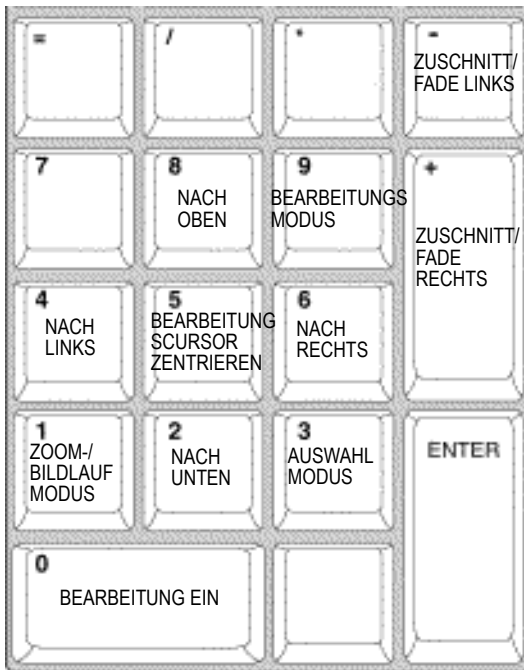 =
/
*
-
ZUSCHNITT/
FADE LINKS
7
8
NACH
OBEN
9
BEARBEITUNGS
MODUS
+
ZUSCHNITT/
FADE
RECHTS
4
NACH
LINKS
5
BEARBEITUNG
SCURSOR
ZENTRIEREN
6
NACH
RECHTS
1
ZOOM-/
BILDLAUF
MODUS
2
NACH
UNTEN
3
AUSWAHL
MODUS
ENTER
0
BEARBEITUNG EIN